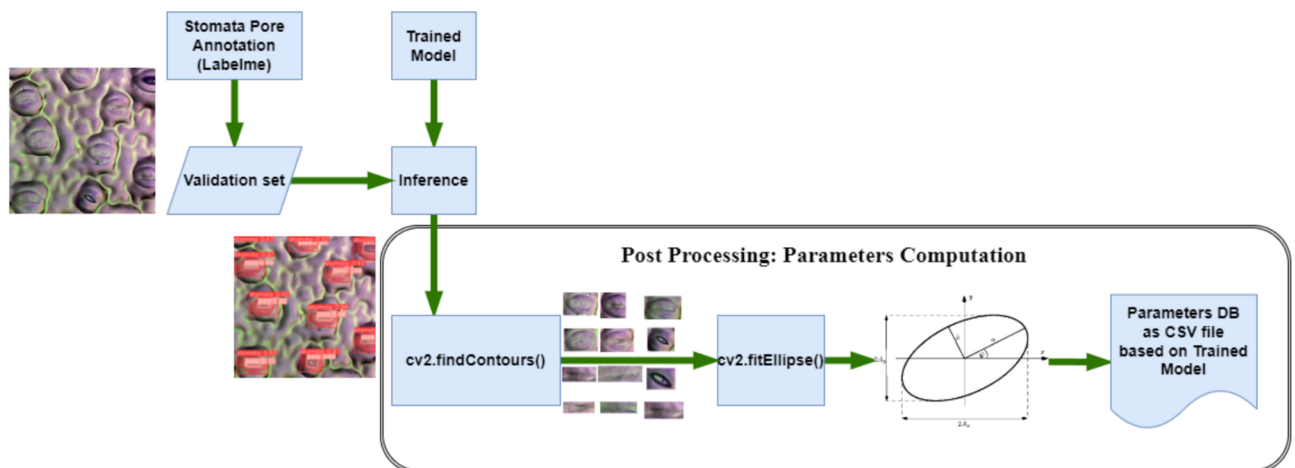 Stomata Pore
Annotation
(Labelme)
Trained
Model
Validation set
Inference
Post Processing: Parameters Computation
cv2.findContours()
cv2.fitEllipse()
y
x
Parameters DB
as CSV file
based on Trained
Model